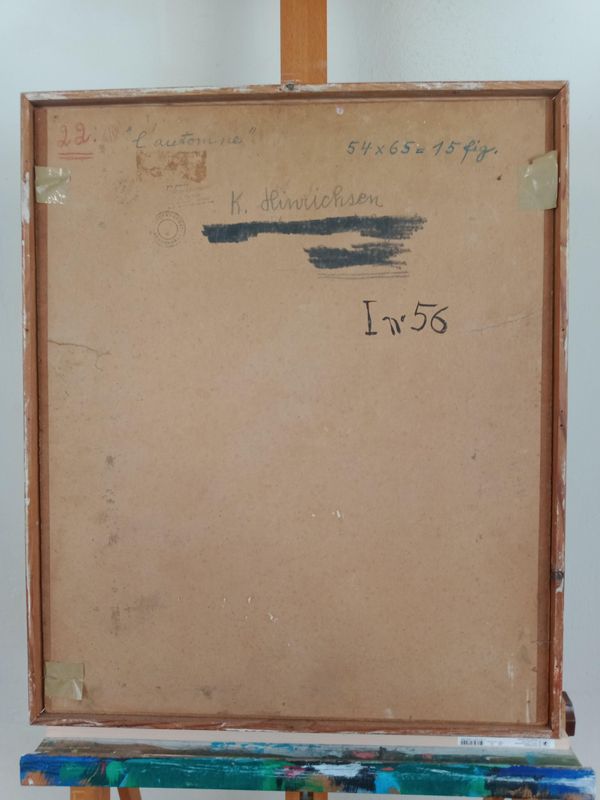 22. "l'automne"
54 x 65 = 15 fig.
K. Hinrichsen
I n° 56